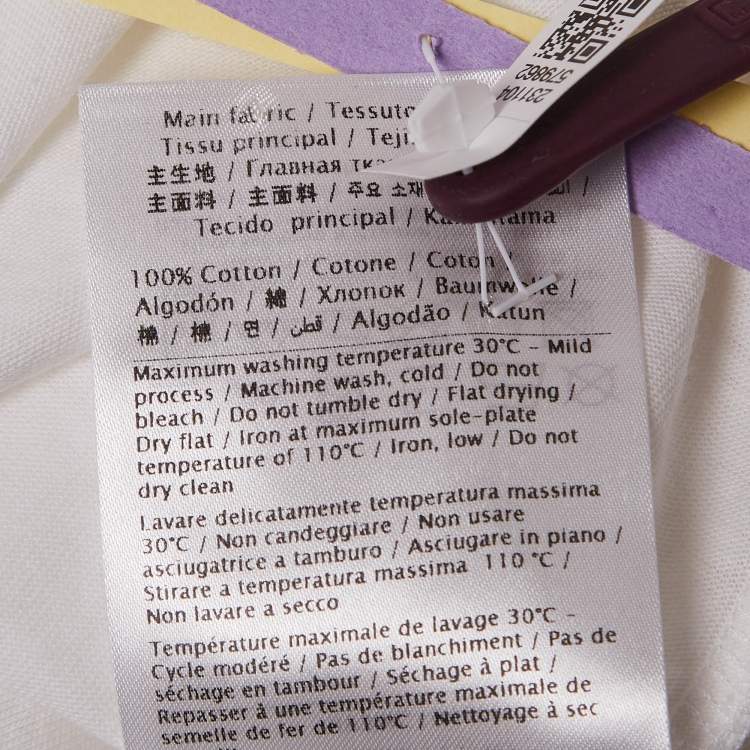 231104
579862
Main fabric / Tessuto
Tissu principal /
主生地 / Главная
主面料 / 主面料 / 주요 소재 /
Tecido principal /
100% Cotton / Cotone / Coton /
Algodón / 綿 / Хлопок / Baumwolle /
棉 / 棉 / 면 / قطن / Algodão / Katun
Maximum washing temperature 30°C - Mild
process / Machine wash, cold / Do not
bleach / Do not tumble dry / Flat drying /
Dry flat / Iron at maximum sole-plate
temperature of 110°C / Iron, low / Do not
dry clean
Lavare delicatamente temperatura massima
30°C / Non candeggiare / Non usare
asciugatrice a tamburo / Asciugare in piano /
Stirare a temperatura massima 110 °C /
Non lavare a secco
Température maximale de lavage 30°C -
Cycle modéré / Pas de blanchiment / Pas de
séchage en tambour / Séchage à plat /
Repasser à une température maximale de
semelle de fer de 110°C / Nettoyage à sec